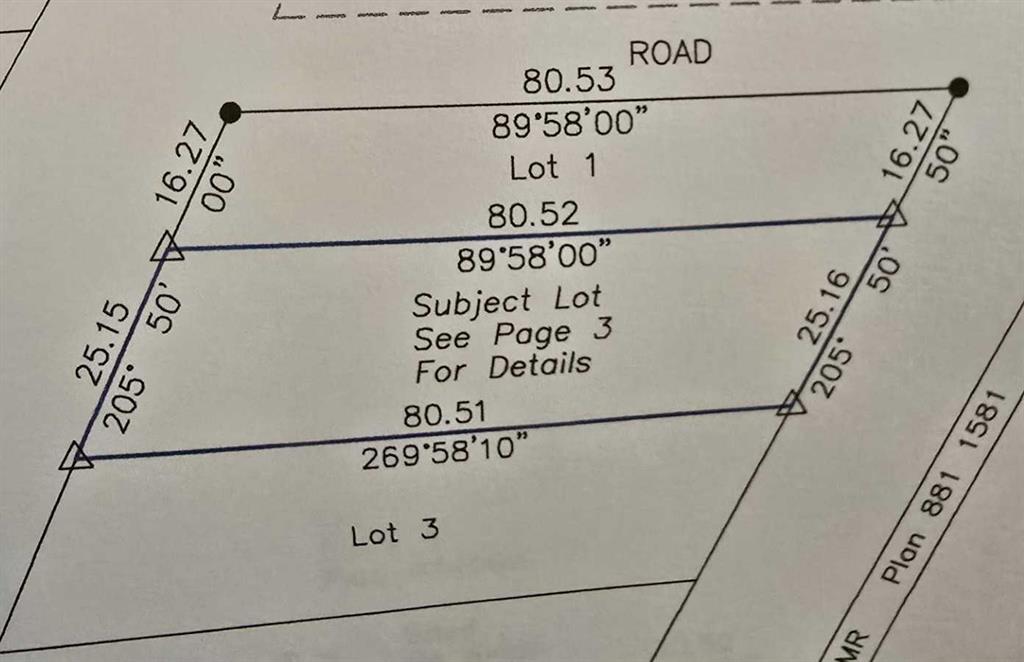 ROAD
80.53
89°58'00"
16.27
00"
16.27
50"
Lot 1
80.52
89°58'00"
25.15
205° 50'
Subject Lot
See Page 3
For Details
25.16
205° 50'
80.51
269°58'10"
Lot 3
MR Plan 881 1581